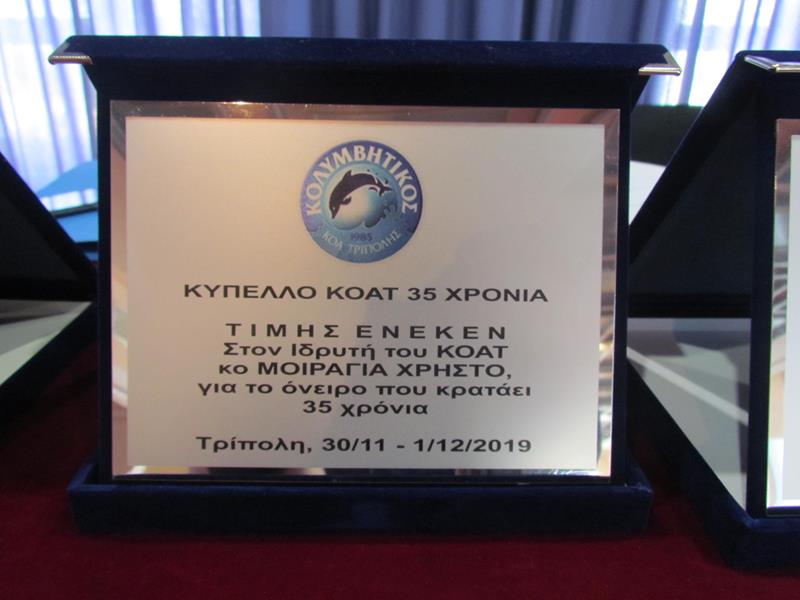 ΚΟΛΥΜΒΗΤΙΚΟΣ
1985
ΚΟΑ ΤΡΙΠΟΛΗΣ
ΚΥΠΕΛΛΟ ΚΟΑΤ 35 ΧΡΟΝΙΑ
ΤΙΜΗΣ ΕΝΕΚΕΝ
Στον Ιδρυτή του ΚΟΑΤ
κο ΜΟΙΡΑΓΙΑ ΧΡΗΣΤΟ,
για το όνειρο που κρατάει
35 χρόνια
Τρίπολη, 30/11 - 1/12/2019